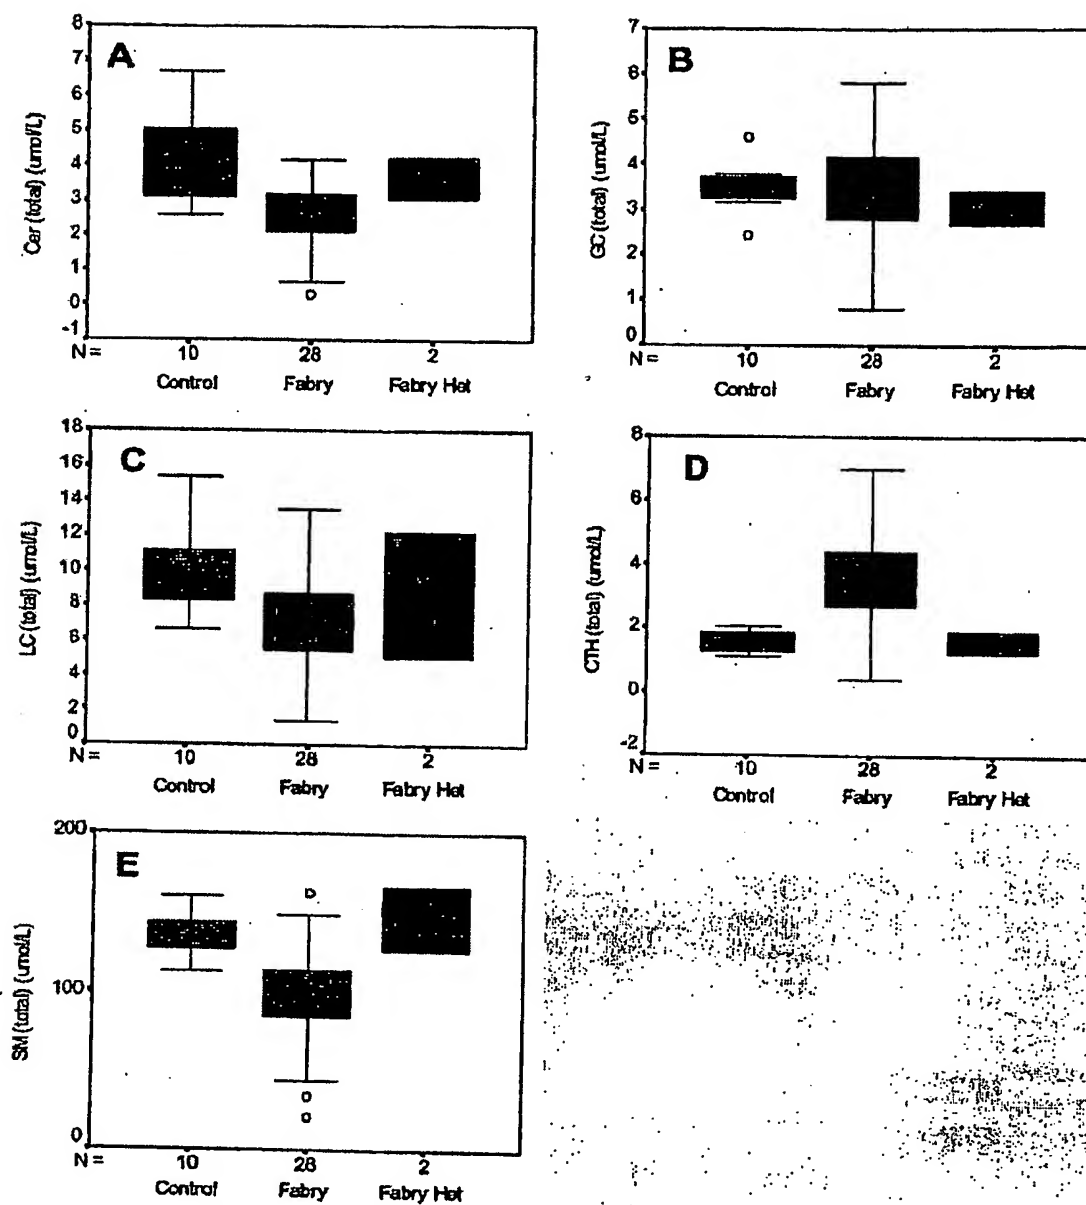 A
Cer (total) (umol/L)
8
7
6
5
4
3
2
1
0
-1
N = 10 28 2
Control Fabry Fabry Het
B
GC (total) (umol/L)
7
6
5
4
3
2
1
0
N = 10 28 2
Control Fabry Fabry Het
C
LC (total) (umol/L)
18
16
14
12
10
8
6
4
2
0
N = 10 28 2
Control Fabry Fabry Het
D
CTH (total) (umol/L)
8
6
4
2
0
-2
N = 10 28 2
Control Fabry Fabry Het
E
SM (total) (umol/L)
200
100
0
N = 10 28 2
Control Fabry Fabry Het